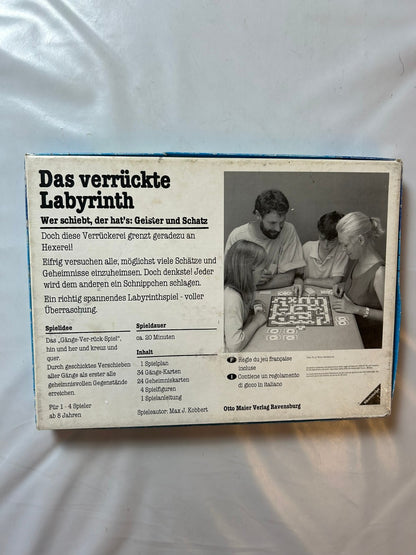 Das verrückte
Labyrinth
Wer schiebt, der hat's: Geister und Schatz
Doch diese Verrückerei grenzt geradezu an
Hexerei!
Eifrig versuchen alle, möglichst viele Schätze und
Geheimnisse einzuheimsen. Doch denkste! Jeder
wird dem anderen ein Schnippchen schlagen.
Ein richtig spannendes Labyrinthspiel - voller
Überraschung.
Spielidee
Das „Gänge-Ver-rück-Spiel",
hin und her und kreuz und
quer.
Durch geschicktes Verschieben
aller Gänge als erster alle
geheimnisvollen Gegenstände
erreichen.
Für 1 - 4 Spieler
ab 8 Jahren
Spieldauer
ca. 20 Minuten
Inhalt
1 Spielplan
34 Gänge-Karten
24 Geheimniskarten
4 Spielfiguren
1 Spielanleitung
Spieleautor: Max J. Kobbert
F Règle du jeu française
incluse
I Contiene un regolamento
di gioco in italiano
Otto Maier Verlag Ravensburg